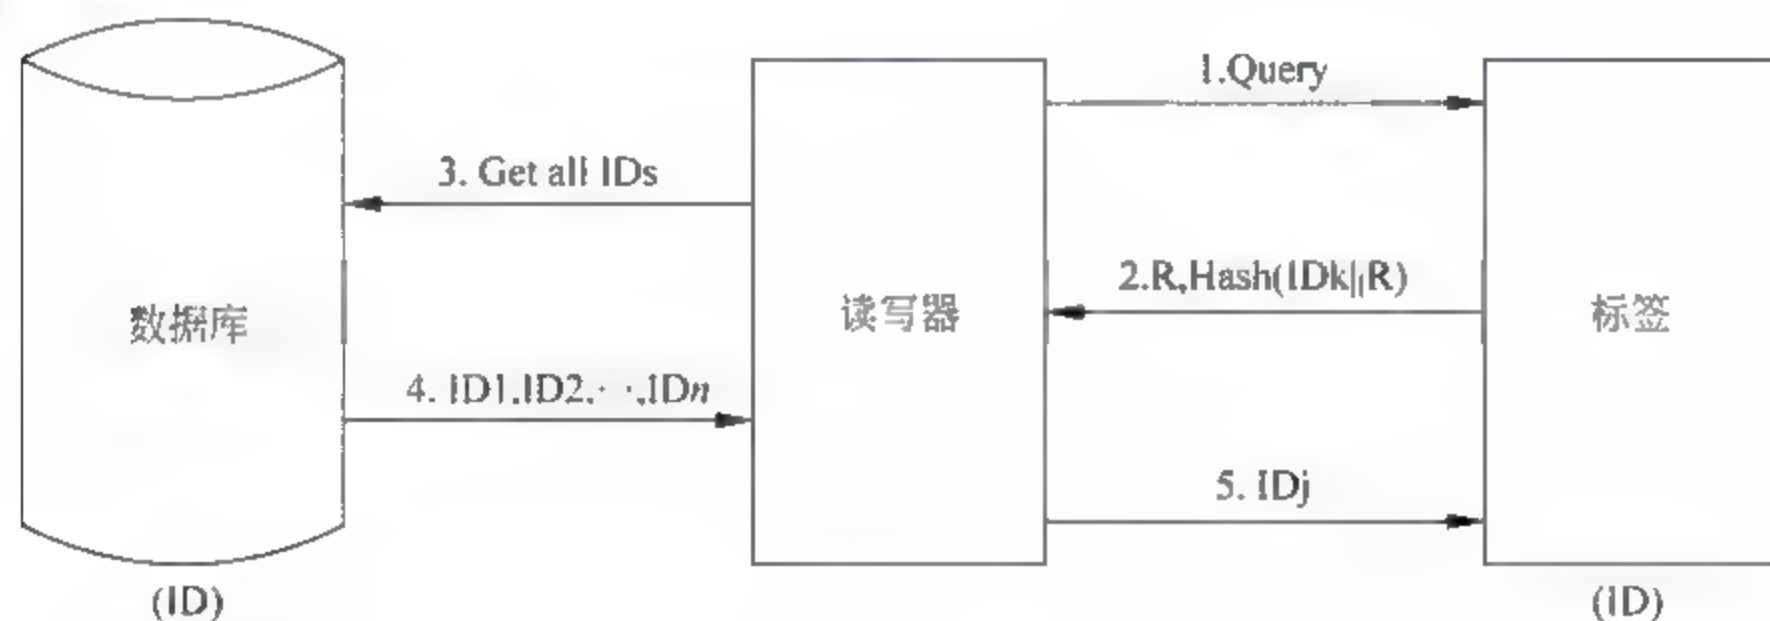 1.Query
3. Get all IDs
2.R,Hash(IDk||R)
数据库
读写器
标签
4. ID1,ID2,· ·,IDn
5. IDj
(ID)
(ID)